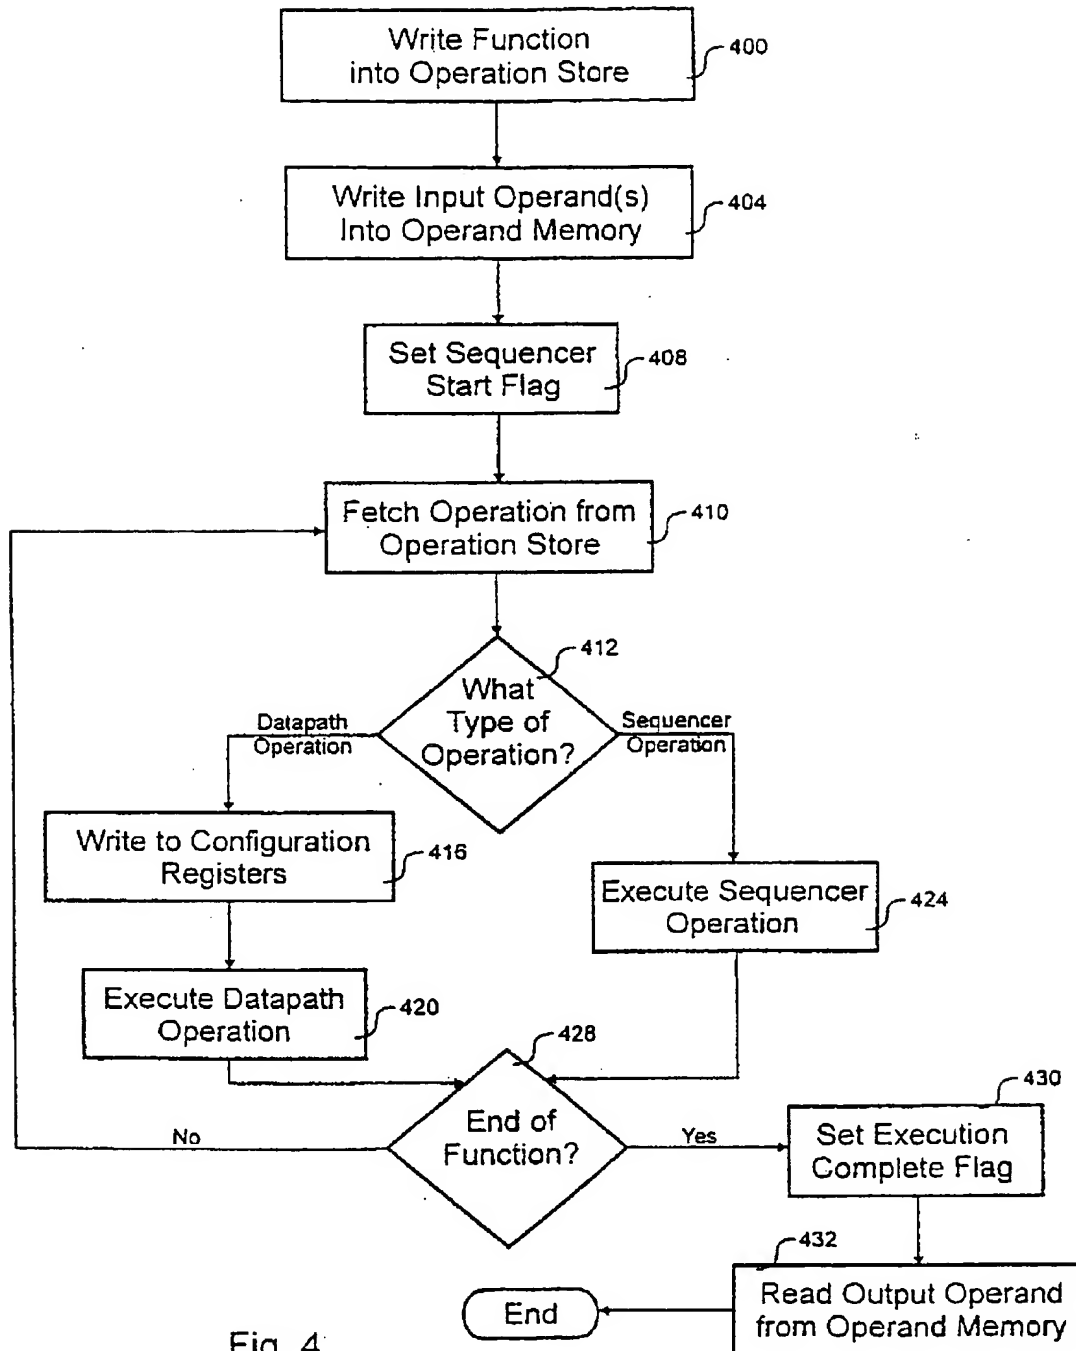 Write Function
into Operation Store
400
Write Input Operand(s)
Into Operand Memory
404
Set Sequencer
Start Flag
408
Fetch Operation from
Operation Store
410
412
What
Type of
Operation?
Datapath
Operation
Sequencer
Operation
Write to Configuration
Registers
416
Execute Sequencer
Operation
424
Execute Datapath
Operation
420
428
End of
Function?
No
Yes
430
Set Execution
Complete Flag
432
Read Output Operand
from Operand Memory
End
Fig. 4